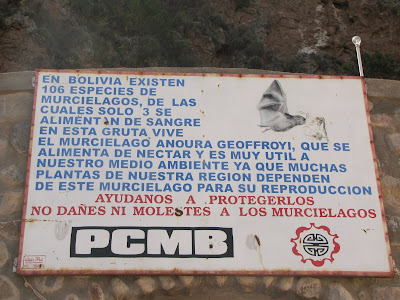 EN BOLIVIA EXISTEN
106 ESPECIES DE
MURCIELAGOS, DE LAS
CUALES SOLO 3 SE
ALIMENTAN DE SANGRE
EN ESTA GRUTA VIVE
EL MURCIELAGO ANOURA GEOFFROYI, QUE SE
ALIMENTA DE NECTAR Y ES MUY UTIL A
NUESTRO MEDIO AMBIENTE YA QUE MUCHAS
PLANTAS DE NUESTRA REGION DEPENDEN
DE ESTE MURCIELAGO PARA SU REPRODUCCION
AYUDANOS A PROTEGERLOS
NO DAÑES NI MOLESTES A LOS MURCIELAGOS
PCMB